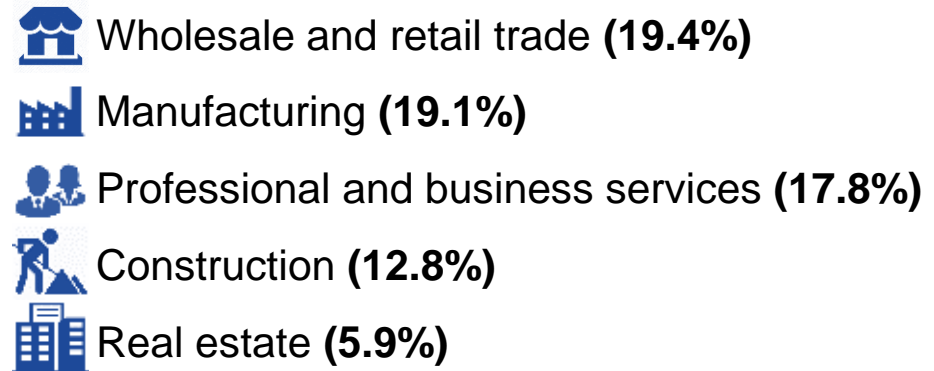 Wholesale and retail trade (19.4%)
Manufacturing (19.1%)
Professional and business services (17.8%)
Construction (12.8%)
Real estate (5.9%)